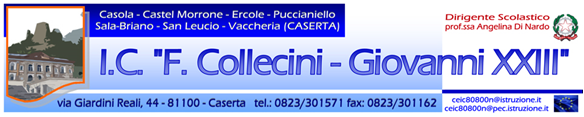 Casola - Castel Morrone - Ercole - Puccianiello
Sala-Briano - San Leucio - Vaccheria (CASERTA)
Dirigente Scolastico
prof.ssa Angelina Di Nardo
I.C. "F. Collecini - Giovanni XXIII"
via Giardini Reali, 44 - 81100 - Caserta tel.: 0823/301571 fax: 0823/301162
ceic80800n@istruzione.it
ceic80800n@pec.istruzione.it